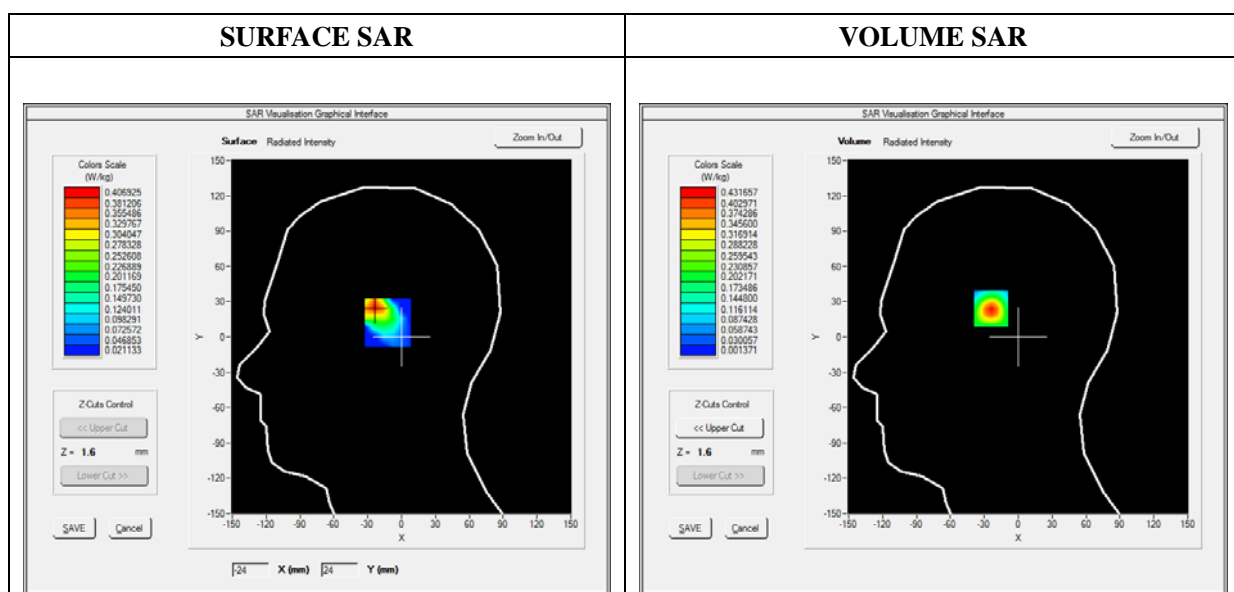 SURFACE SAR
VOLUME SAR
SAR Visualisation Graphical Interface
Surface Radiated Intensity
Zoom In/Out
Colors Scale
(W/kg)
0.406925
0.381206
0.355486
0.329767
0.304047
0.278328
0.252608
0.226889
0.201169
0.175450
0.149730
0.124011
0.098291
0.072572
0.046853
0.021133
Z-Cuts Control
<< Upper Cut
Z = 1.6 mm
Lower Cut >>
SAVE Cancel
150
120
90
60
30
0
-30
-60
-90
-120
-150
Y
-150 -120 -90 -60 -30 0 30 60 90 120 150
X
-24 X (mm) 24 Y (mm)
SAR Visualisation Graphical Interface
Volume Radiated Intensity
Zoom In/Out
Colors Scale
(W/kg)
0.431657
0.402971
0.374286
0.345600
0.316914
0.288228
0.259543
0.230857
0.202171
0.173486
0.144800
0.116114
0.087428
0.058743
0.030057
0.001371
Z-Cuts Control
<< Upper Cut
Z = 1.6 mm
Lower Cut >>
SAVE Cancel
150
120
90
60
30
0
-30
-60
-90
-120
-150
Y
-150 -120 -90 -60 -30 0 30 60 90 120 150
X